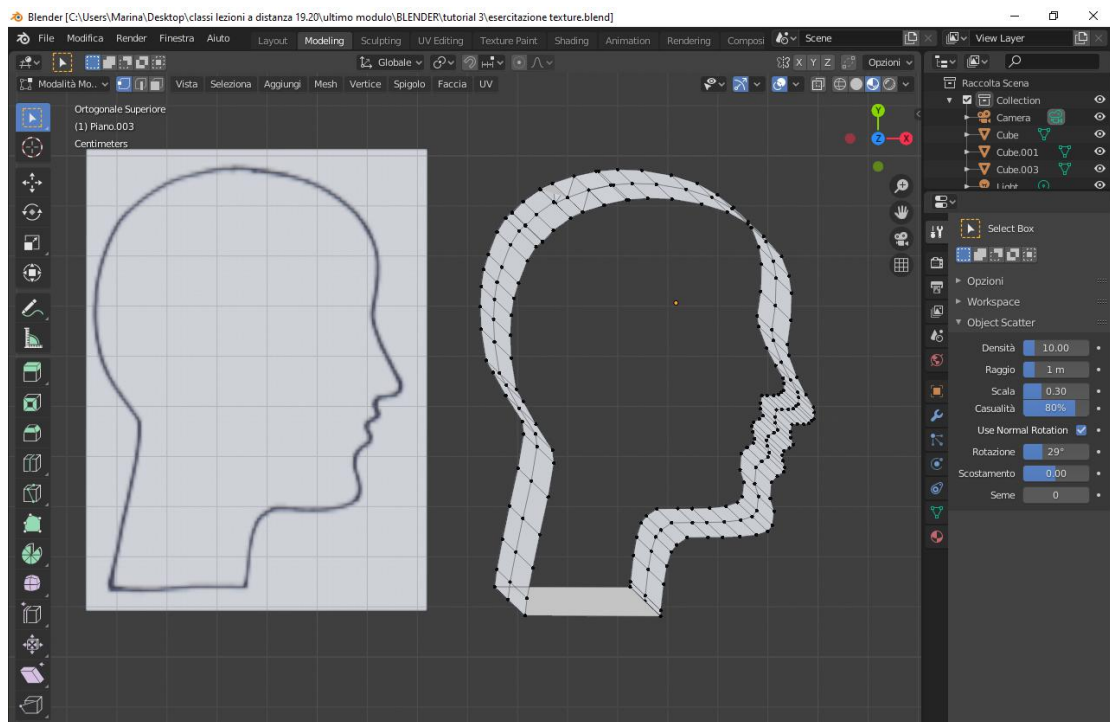 Blender [C:\Users\Marina\Desktop\classi lezioni a distanza 19.20\ultimo modulo\BLENDER\tutorial 3\esercitazione texture.blend]
File Modifica Render Finestra Aiuto Layout Modeling Sculpting UV Editing Texture Paint Shading Animation Rendering Composi Scene View Layer
Globale X Y Z Opzioni
Modalità Mo.. Vista Seleziona Aggiungi Mesh Vertice Spigolo Faccia UV
Ortogonale Superiore
(1) Piano.003
Centimeters
Y
Z X
Raccolta Scena
Collection
Camera
Cube
Cube.001
Cube.003
Light
Select Box
Opzioni
Workspace
Object Scatter
Densità 10.00
Raggio 1 m
Scala 0.30
Casualità 80%
Use Normal Rotation
Rotazione 29°
Scostamento 0.00
Seme 0